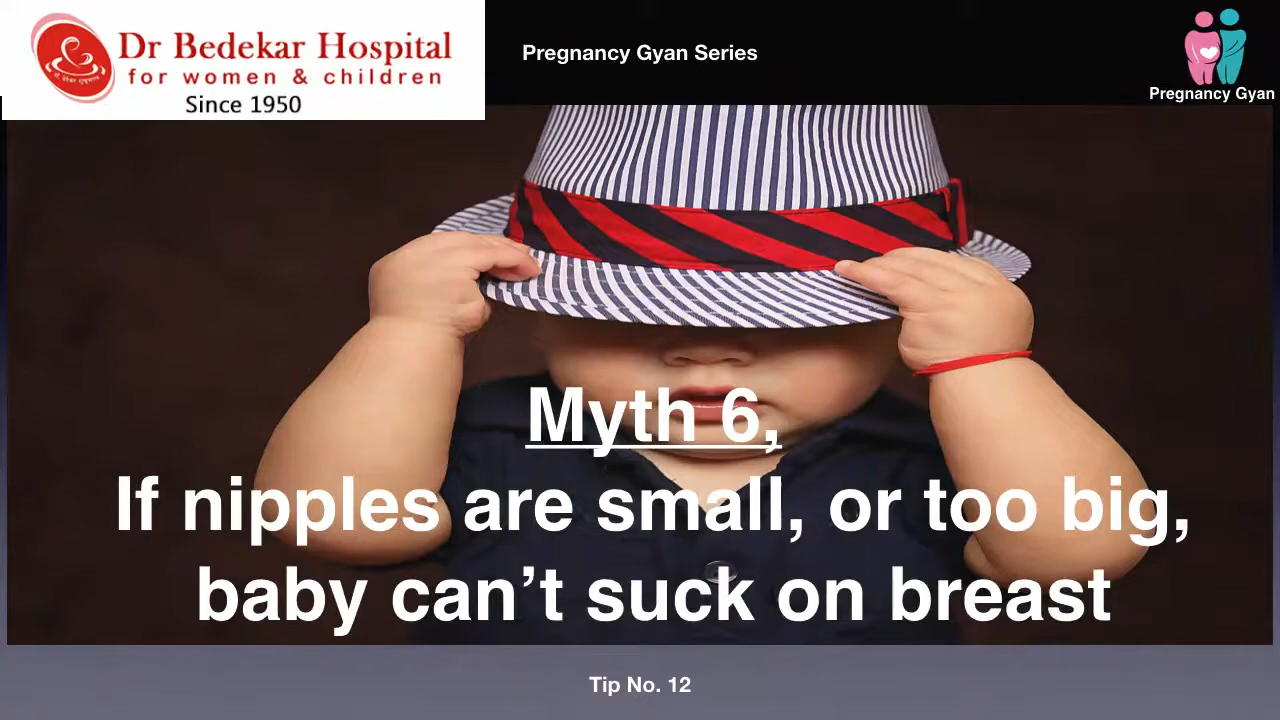 Dr Bedekar Hospital
for women & children
Since 1950
Pregnancy Gyan Series
Pregnancy Gyan
Myth 6,
If nipples are small, or too big,
baby can’t suck on breast
Tip No. 12